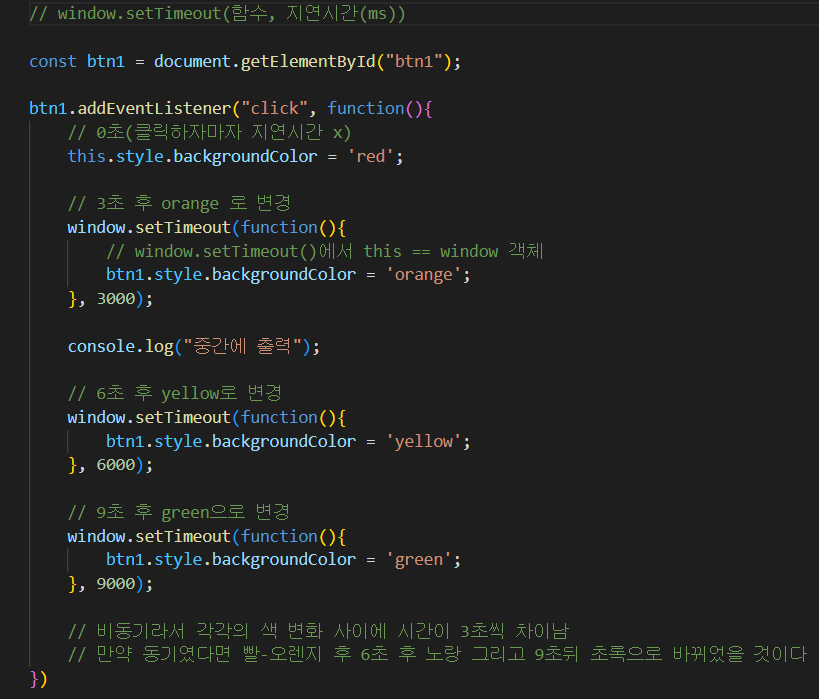 // window.setTimeout(함수, 지연시간(ms))
const btn1 = document.getElementById("btn1");
btn1.addEventListener("click", function(){
// 0초(클릭하자마자 지연시간 x)
this.style.backgroundColor = 'red';
// 3초 후 orange 로 변경
window.setTimeout(function(){
// window.setTimeout()에서 this == window 객체
btn1.style.backgroundColor = 'orange';
}, 3000);
console.log("중간에 출력");
// 6초 후 yellow로 변경
window.setTimeout(function(){
btn1.style.backgroundColor = 'yellow';
}, 6000);
// 9초 후 green으로 변경
window.setTimeout(function(){
btn1.style.backgroundColor = 'green';
}, 9000);
// 비동기라서 각각의 색 변화 사이에 시간이 3초씩 차이남
// 만약 동기였다면 빨-오렌지 후 6초 후 노랑 그리고 9초뒤 초록으로 바뀌었을 것이다
})